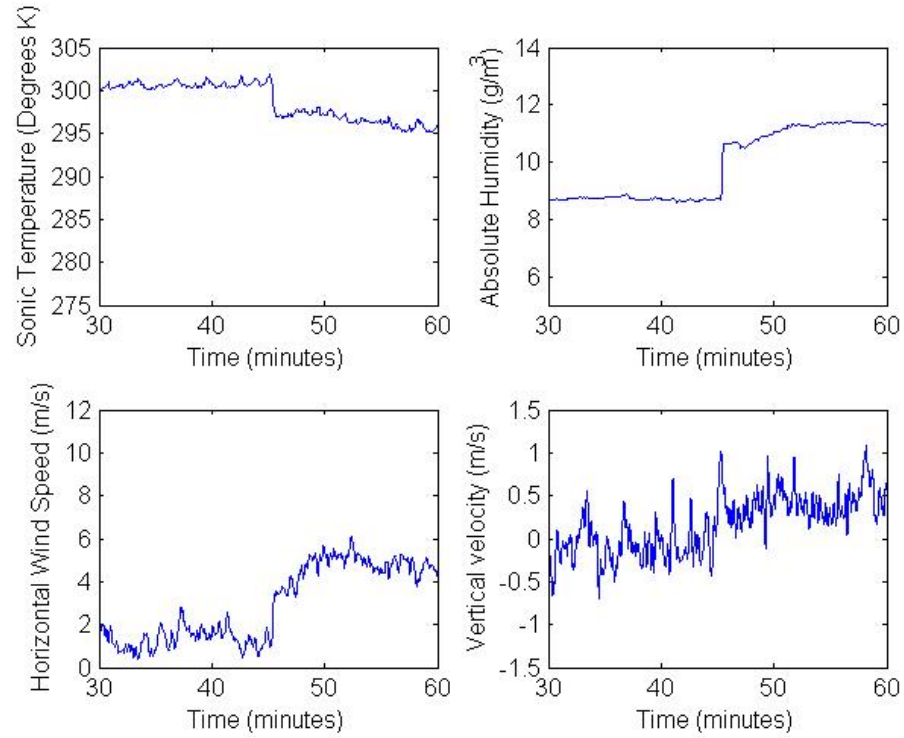 Sonic Temperature (Degrees K)
305
300
295
290
285
280
275
30 40 50 60
Time (minutes)
Absolute Humidity (g/m³)
14
12
10
8
6
30 40 50 60
Time (minutes)
Horizontal Wind Speed (m/s)
12
10
8
6
4
2
0
30 40 50 60
Time (minutes)
Vertical velocity (m/s)
1.5
1
0.5
0
-0.5
-1
-1.5
30 40 50 60
Time (minutes)